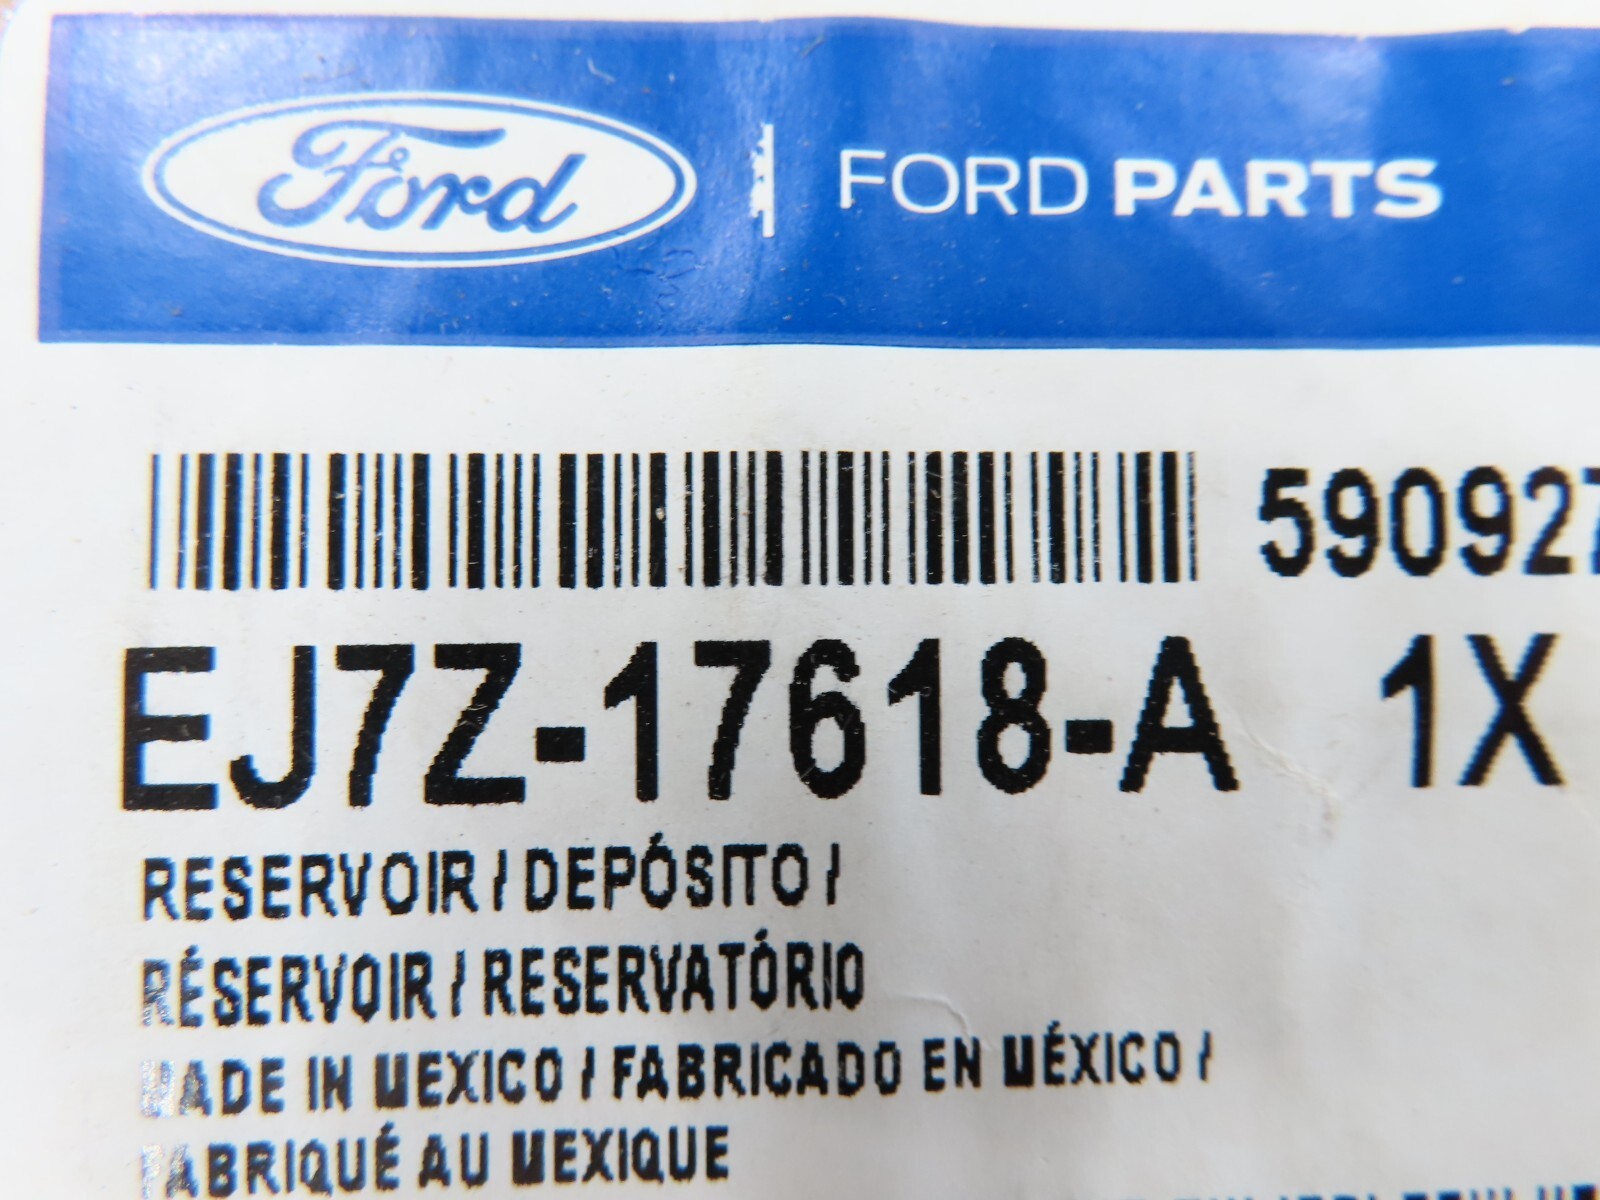 Ford FORD PARTS
590927
EJ7Z-17618-A 1X
RESERVOIR / DEPÓSITO /
RÉSERVOIR / RESERVATÓRIO
MADE IN MEXICO / FABRICADO EN MÉXICO /
FABRIQUÉ AU MEXIQUE